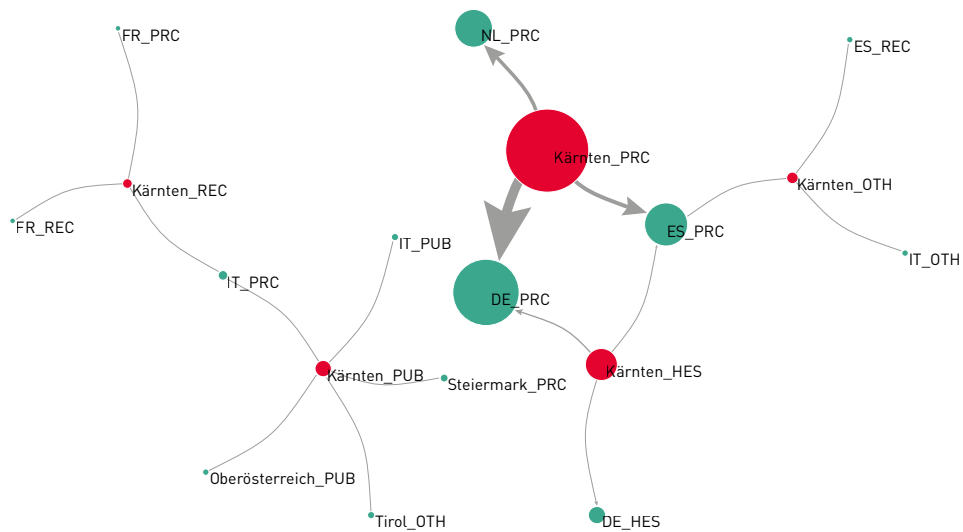 FR_PRC
NL_PRC
ES_REC
Kärnten_PRC
Kärnten_REC
Kärnten_OTH
FR_REC
ES_PRC
IT_PUB
IT_OTH
IT_PRC
DE_PRC
Kärnten_PUB
Kärnten_HES
Steiermark_PRC
Oberösterreich_PUB
Tirol_OTH
DE_HES